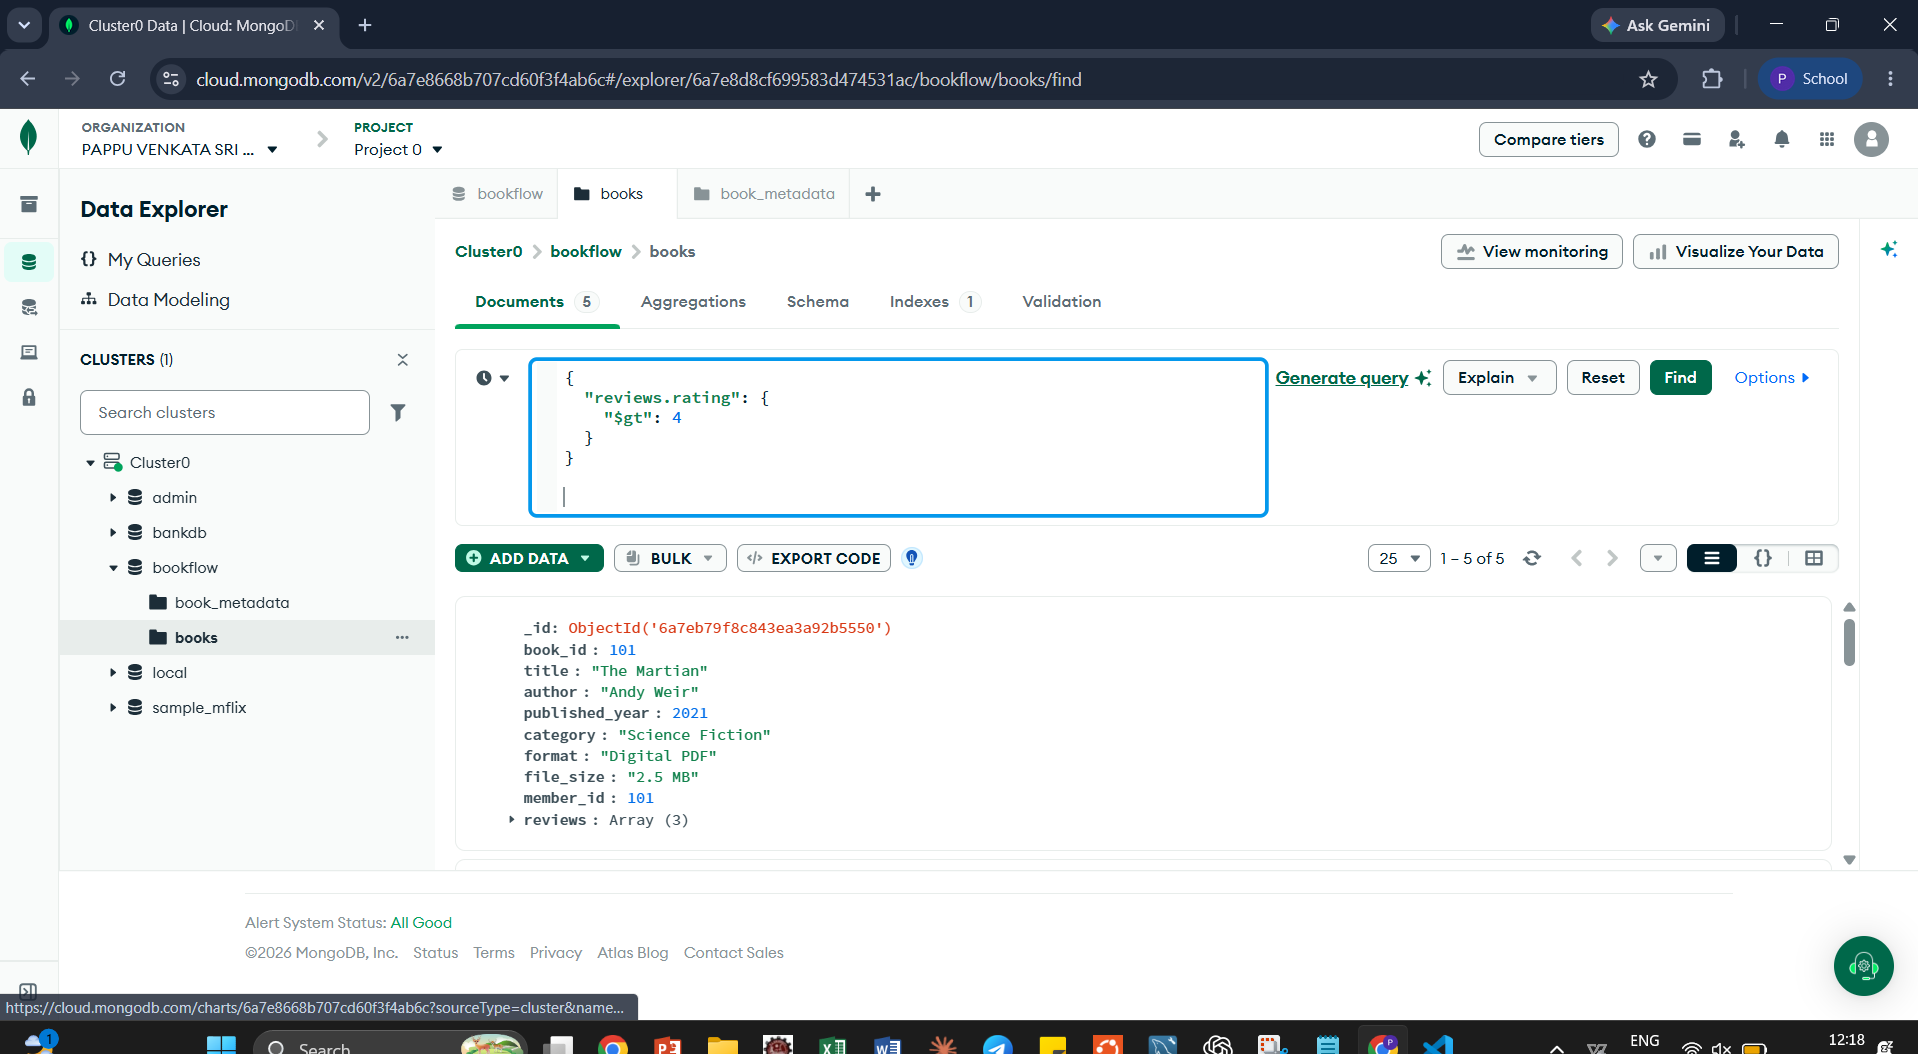 Cluster0 Data | Cloud: MongoD
Ask Gemini
cloud.mongodb.com/v2/6a7e8668b707cd60f3f4ab6c#/explorer/6a7e8d8cf699583d474531ac/bookflow/books/find
P School
ORGANIZATION
PAPPU VENKATA SRI ...
PROJECT
Project 0
Compare tiers
Data Explorer
My Queries
Data Modeling
CLUSTERS (1)
Search clusters
Cluster0
admin
bankdb
bookflow
book_metadata
books
local
sample_mflix
bookflow
books
book_metadata
Cluster0 > bookflow > books
View monitoring
Visualize Your Data
Documents 5
Aggregations
Schema
Indexes 1
Validation
{
"reviews.rating": {
"$gt": 4
}
}
Generate query
Explain
Reset
Find
Options
ADD DATA
BULK
EXPORT CODE
25
1 – 5 of 5
_id: ObjectId('6a7eb79f8c843ea3a92b5550')
book_id : 101
title : "The Martian"
author : "Andy Weir"
published_year : 2021
category : "Science Fiction"
format : "Digital PDF"
file_size : "2.5 MB"
member_id : 101
reviews : Array (3)
Alert System Status: All Good
©2026 MongoDB, Inc. Status Terms Privacy Atlas Blog Contact Sales
https://cloud.mongodb.com/charts/6a7e8668b707cd60f3f4ab6c?sourceType=cluster&name...
1
Search
ENG
12:18